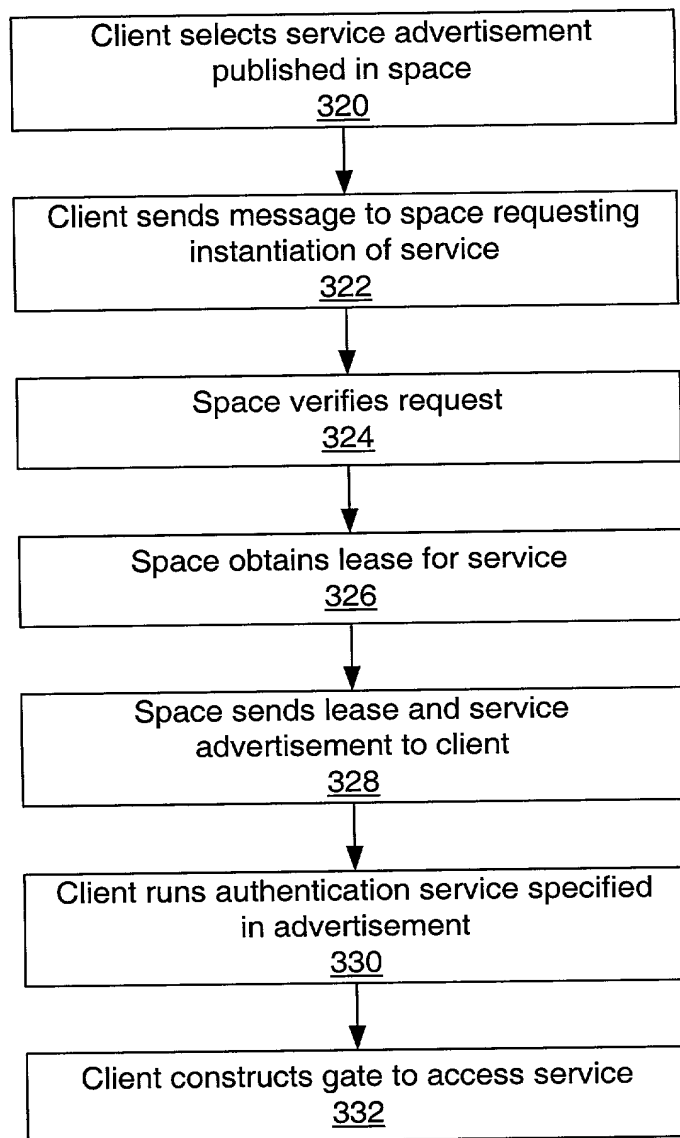 Client selects service advertisement
published in space
320
Client sends message to space requesting
instantiation of service
322
Space verifies request
324
Space obtains lease for service
326
Space sends lease and service
advertisement to client
328
Client runs authentication service specified
in advertisement
330
Client constructs gate to access service
332